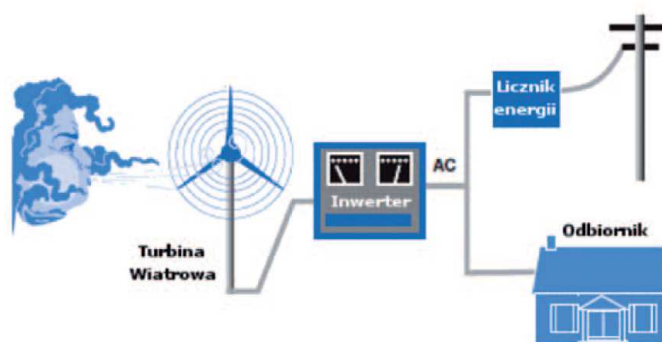 Licznik
energii
AC
Inwerter
Odbiornik
Turbina
Wiatrowa